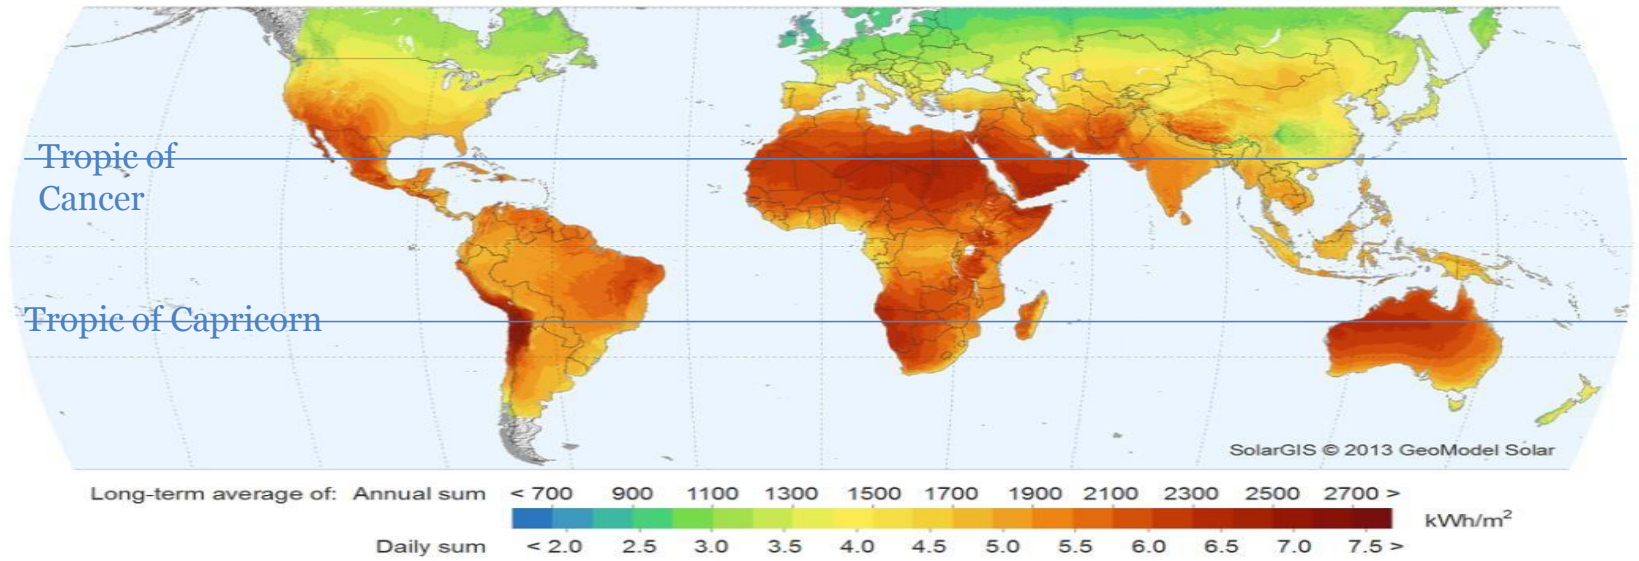 Tropic of
Cancer
Tropic of Capricorn
SolarGIS © 2013 GeoModel Solar
Long-term average of: Annual sum < 700 900 1100 1300 1500 1700 1900 2100 2300 2500 2700 >
kWh/m²
Daily sum < 2.0 2.5 3.0 3.5 4.0 4.5 5.0 5.5 6.0 6.5 7.0 7.5 >